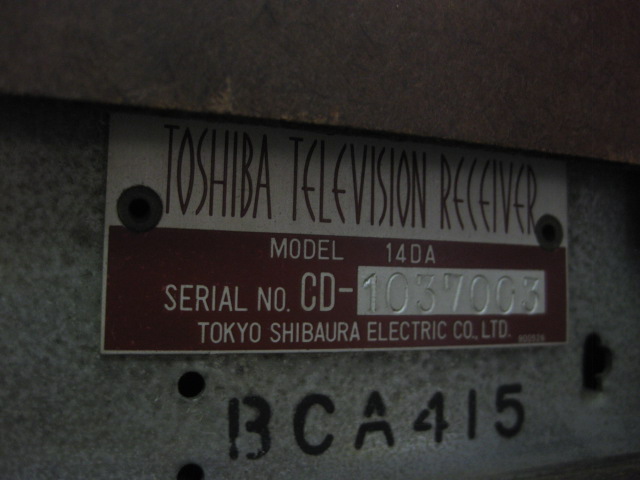 TOSHIBA TELEVISION RECEIVER
MODEL 14DA
SERIAL NO. CD-1037003
TOKYO SHIBAURA ELECTRIC CO., LTD.
BCA415